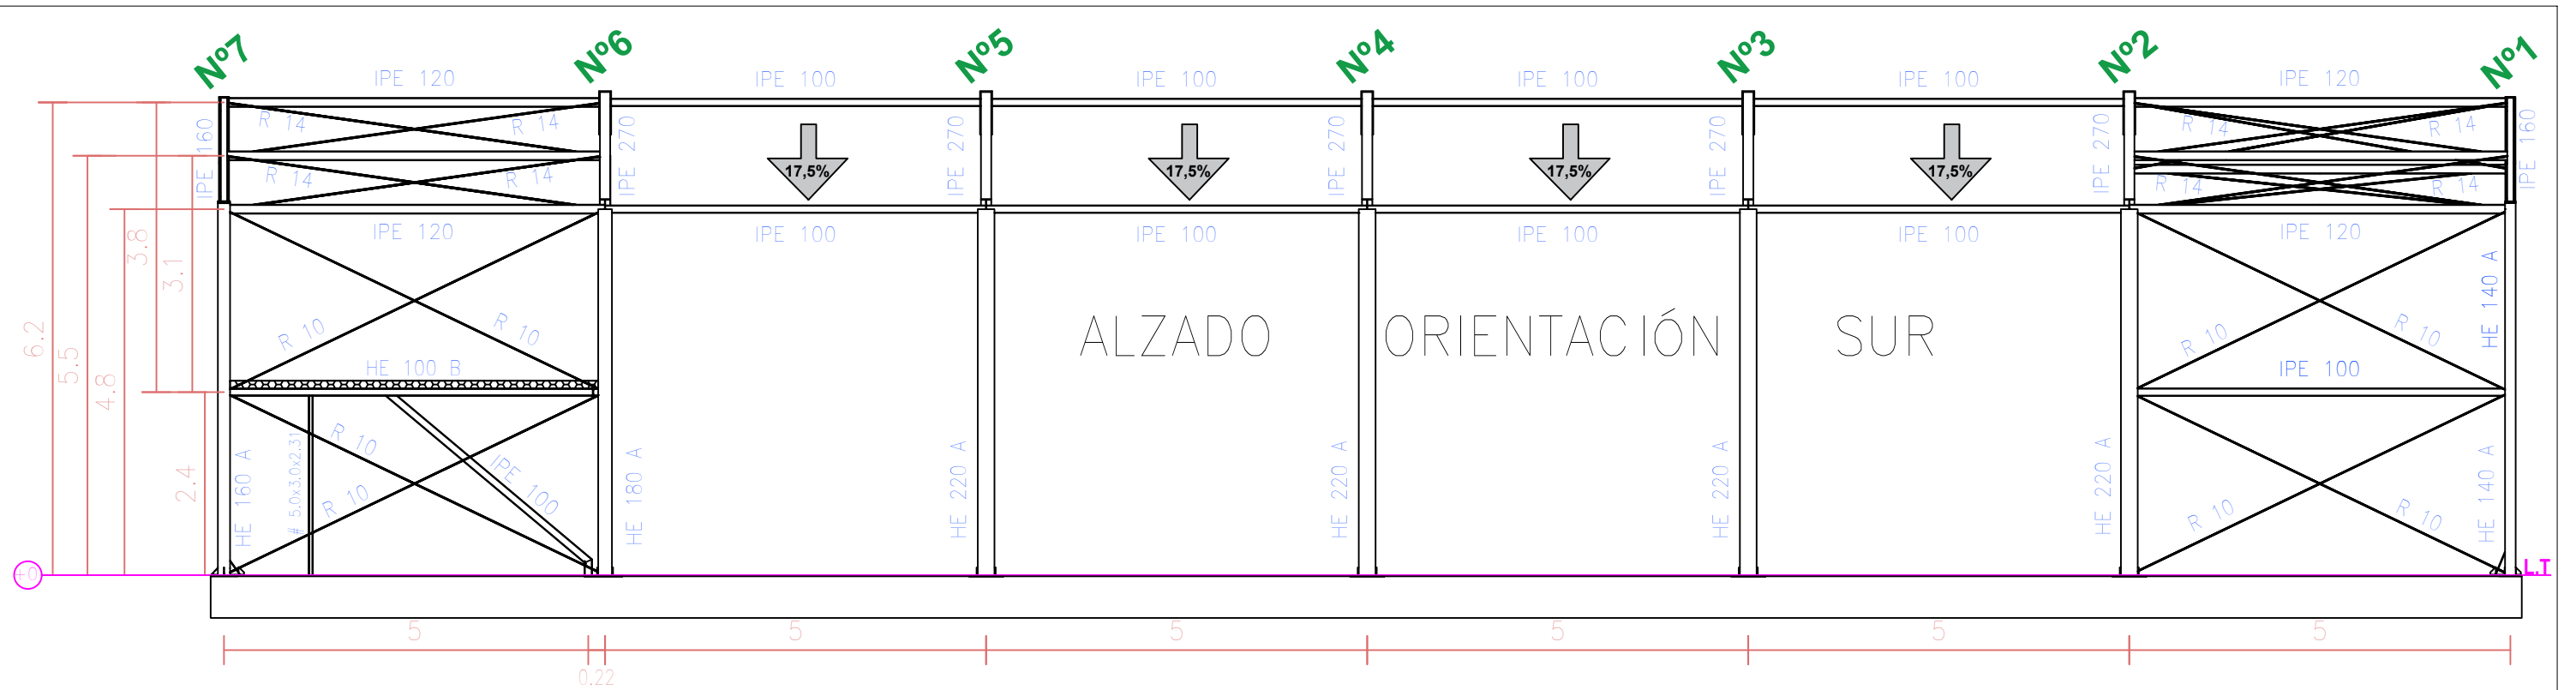 Nº7
Nº6
Nº5
Nº4
Nº3
Nº2
Nº1
IPE 120
IPE 100
IPE 100
IPE 100
IPE 100
IPE 120
IPE 160
R 14
R 14
R 14
R 14
IPE 270
IPE 270
IPE 270
IPE 270
IPE 270
R 14
R 14
R 14
R 14
IPE 160
17,5%
17,5%
17,5%
17,5%
IPE 120
IPE 100
IPE 100
IPE 100
IPE 100
IPE 120
6.2
5.5
4.8
3.8
3.1
2.4
R 10
R 10
ALZADO ORIENTACIÓN SUR
R 10
R 10
HE 140 A
HE 100 B
IPE 100
HE 160 A
# 5.0x3.0x2.31
R 10
R 10
IPE 100
HE 180 A
HE 220 A
HE 220 A
HE 220 A
HE 220 A
R 10
R 10
HE 140 A
+0
L.T
5
5
5
5
5
5
0.22